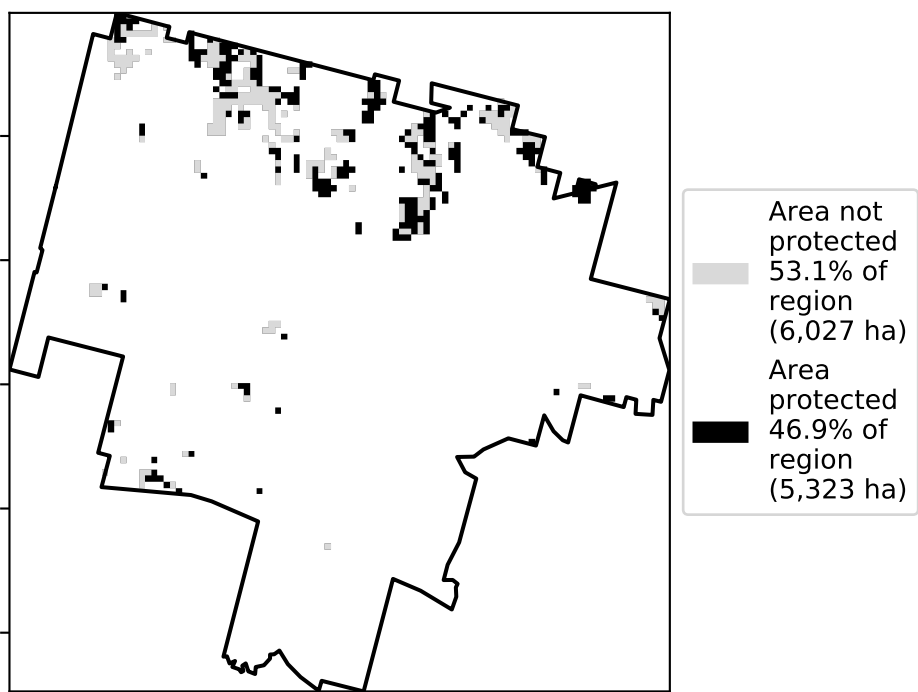 Area not
protected
53.1% of
region
(6,027 ha)
Area
protected
46.9% of
region
(5,323 ha)